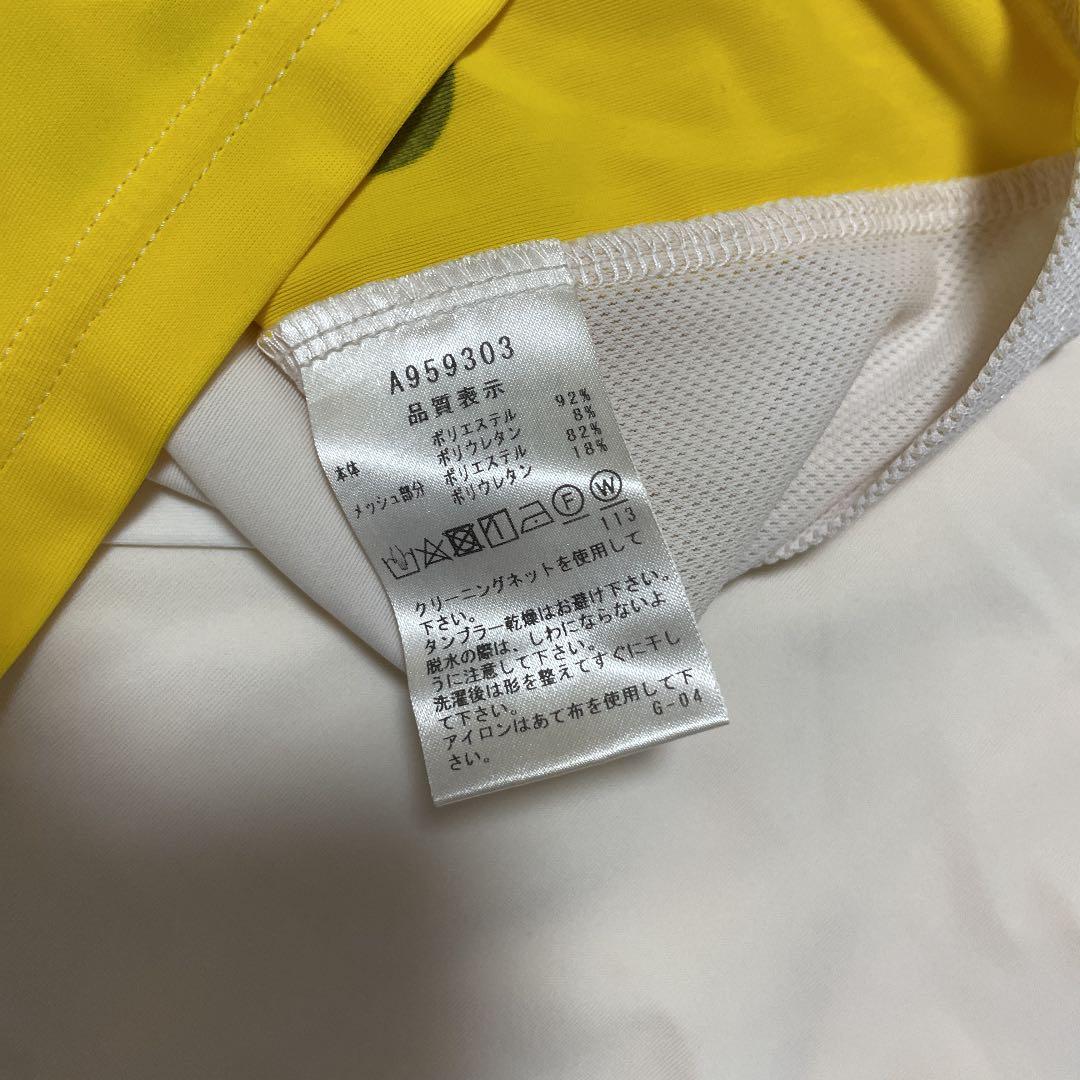 A959303
品質表示
本体 ポリエステル 92%
ポリウレタン 8%
メッシュ部分 ポリエステル 82%
ポリウレタン 18%
F W
113
クリーニングネットを使用して
下さい。
タンブラー乾燥はお避け下さい。
脱水の際は、しわにならないよ
うに注意して下さい。
洗濯後は形を整えてすぐに干し
て下さい。
アイロンはあて布を使用して下
さい。
G-04